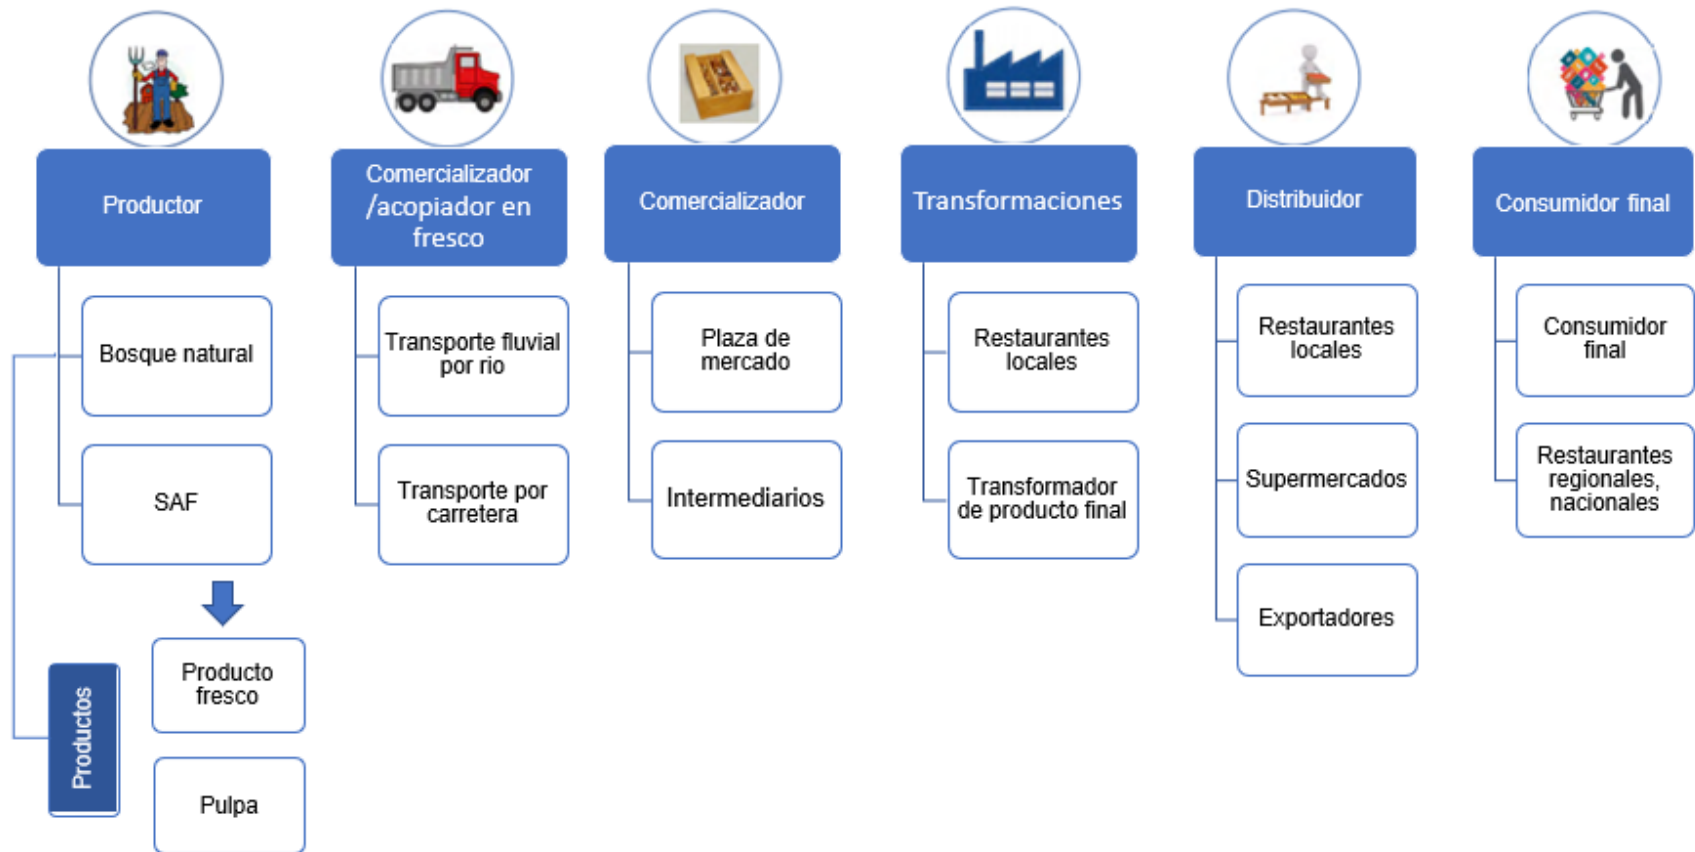 Productor
Bosque natural
SAF
Productos
Producto
fresco
Pulpa
Comercializador
/acopiador en
fresco
Transporte fluvial
por rio
Transporte por
carretera
Comercializador
Plaza de
mercado
Intermediarios
Transformaciones
Restaurantes
locales
Transformador
de producto final
Distribuidor
Restaurantes
locales
Supermercados
Exportadores
Consumidor final
Consumidor
final
Restaurantes
regionales,
nacionales